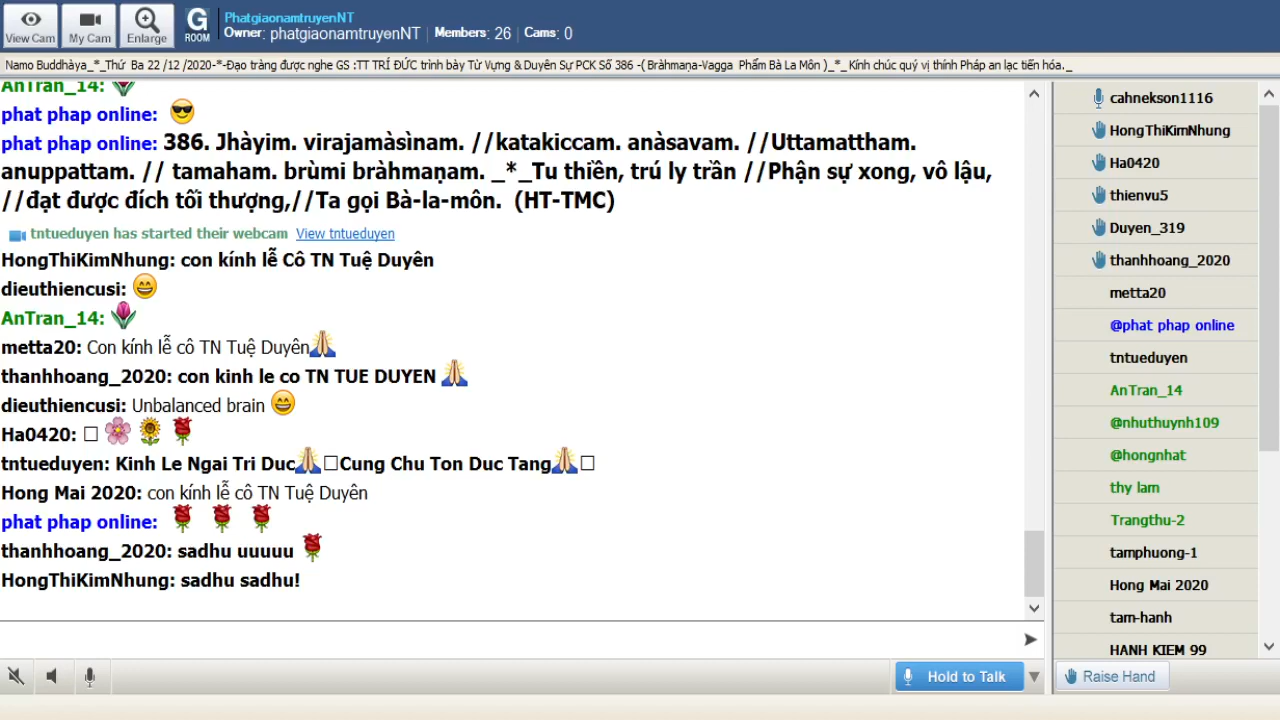 View Cam
My Cam
Enlarge
G
ROOM
PhatgiaonamtruyenNT
Owner: phatgiaonamtruyenNT | Members: 26 | Cams: 0
Namo Buddhàya_*_Thứ Ba 22 /12 /2020-*-Đạo tràng được nghe GS :TT TRÍ ĐỨC trình bày Từ Vựng & Duyên Sự PCK Số 386 -( Bràhmaṇa-Vagga Phẩm Bà La Môn )_*_ Kính chúc quý vị thính Pháp an lạc tiến hóa._
AnTran_14:
phat phap online:
phat phap online: 386. Jhàyim. virajamàsìnam. //katakiccam. anàsavam. //Uttamattham.
anuppattam. // tamaham. brùmi bràhmaṇam. _*_Tu thiền, trú ly trần //Phận sự xong, vô lậu,
//đạt được đích tối thượng,//Ta gọi Bà-la-môn. (HT-TMC)
tntueduyen has started their webcam View tntueduyen
HongThiKimNhung: con kính lễ Cô TN Tuệ Duyên
dieuthiencusi:
AnTran_14:
metta20: Con kính lễ cô TN Tuệ Duyên
thanhhoang_2020: con kinh le co TN TUE DUYEN
dieuthiencusi: Unbalanced brain
Ha0420:
tntueduyen: Kinh Le Ngai Tri Duc Cung Chu Ton Duc Tang
Hong Mai 2020: con kính lễ cô TN Tuệ Duyên
phat phap online:
thanhhoang_2020: sadhu uuuuu
HongThiKimNhung: sadhu sadhu!
Hold to Talk
cahnekson1116
HongThiKimNhung
Ha0420
thienvu5
Duyen_319
thanhhoang_2020
metta20
@phat phap online
tntueduyen
AnTran_14
@nhuthuynh109
@hongnhat
thy lam
Trangthu-2
tamphuong-1
Hong Mai 2020
tam-hanh
HANH KIEM 99
Raise Hand